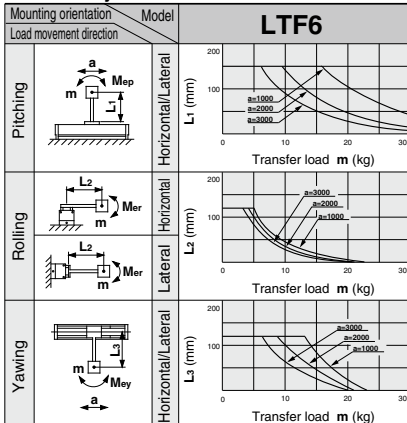 Mounting orientation
Model
Load movement direction
LTF6
Pitching
a
Mep
m
L1
Horizontal/Lateral
L1 (mm)
200
100
a=1000
a=2000
a=3000
0 10 20 30
Transfer load m (kg)
Rolling
L2
Mer
m
Horizontal
L2
Mer
m
Lateral
L2 (mm)
200
100
a=3000
a=2000
a=1000
0 10 20 30
Transfer load m (kg)
Yawing
L3
m
Mey
a
Horizontal/Lateral
L3 (mm)
200
100
a=3000
a=2000
a=1000
0 10 20 30
Transfer load m (kg)